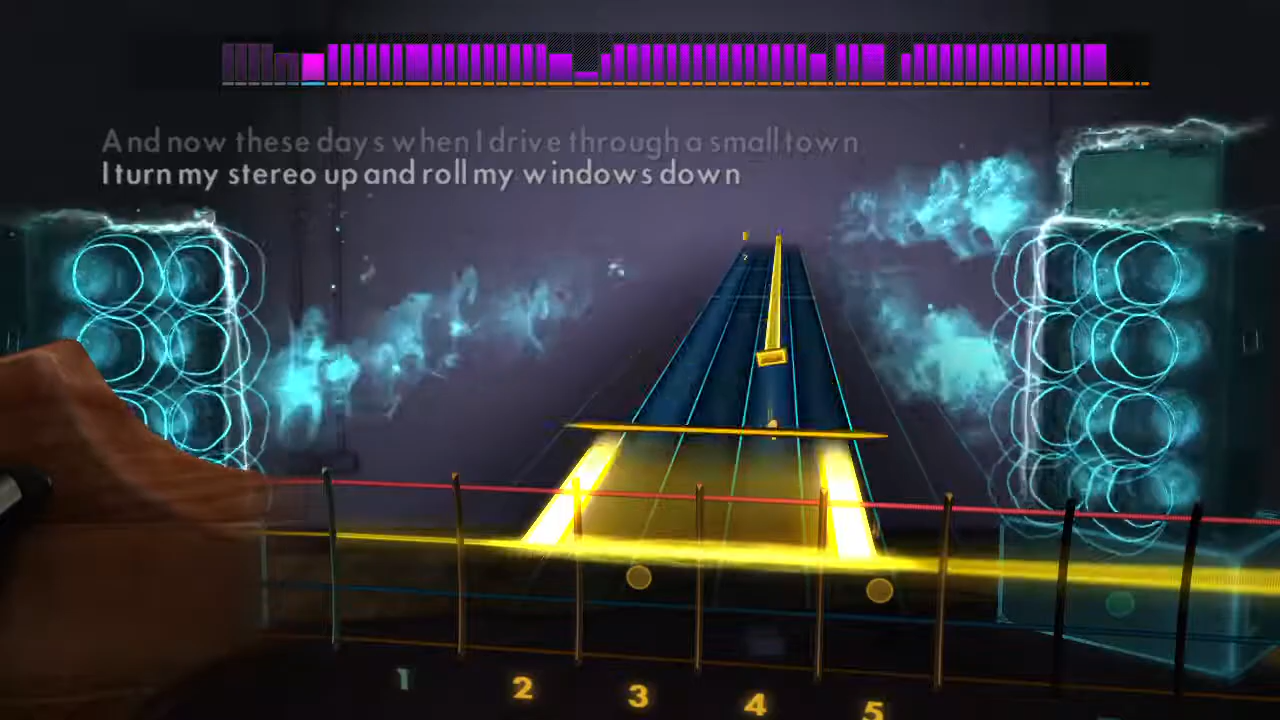 And now these days when I drive through a small town
I turn my stereo up and roll my windows down
1 2 3 4 5